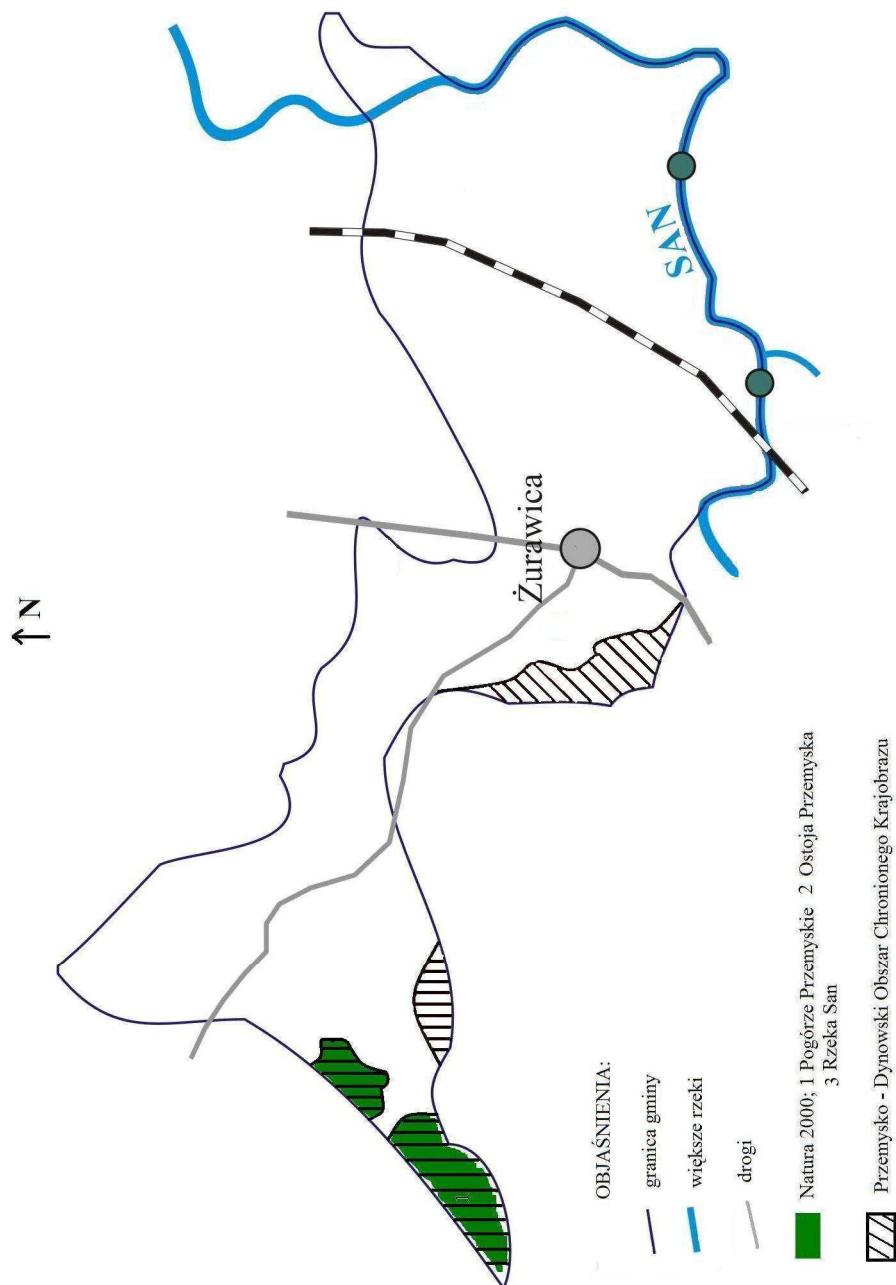 N
SAN
Żurawica
1
OBJAŚNIENIA:
granica gminy
większe rzeki
drogi
Natura 2000; 1 Pogórze Przemyskie 2 Ostoja Przemyska
3 Rzeka San
Przemysko - Dynowski Obszar Chronionego Krajobrazu